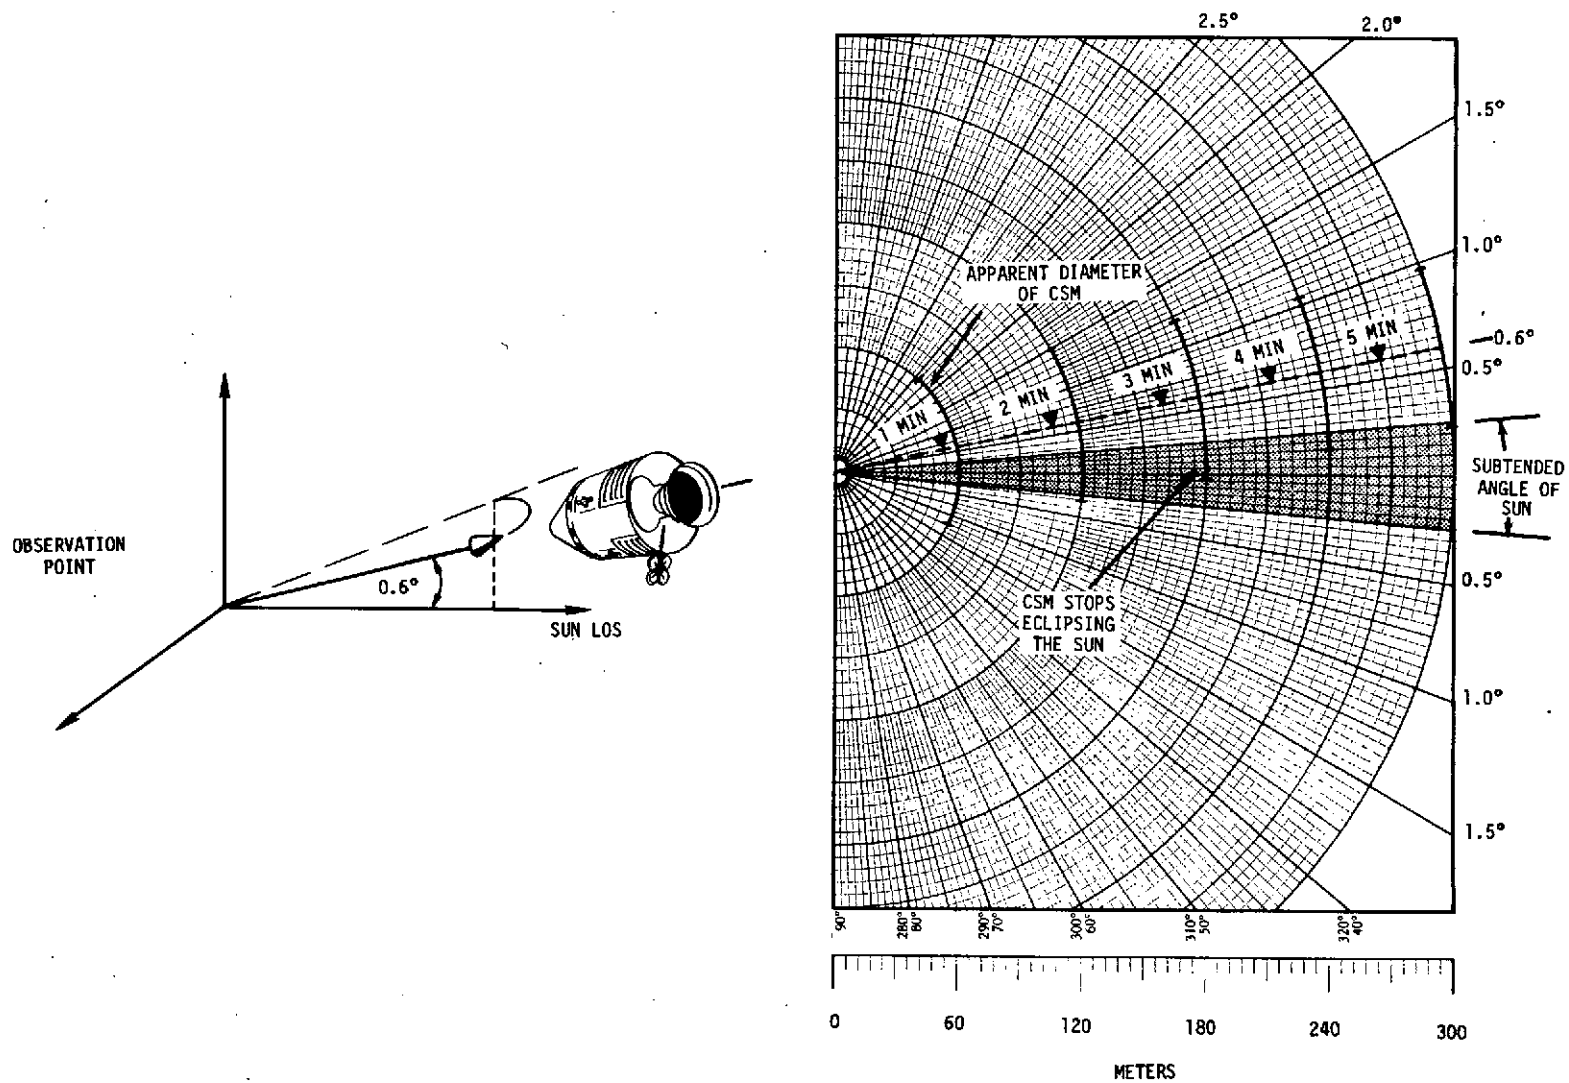 OBSERVATION
POINT
0.6°
SUN LOS
2.5°
2.0°
1.5°
1.0°
0.6°
0.5°
APPARENT DIAMETER
OF CSM
1 MIN
2 MIN
3 MIN
4 MIN
5 MIN
SUBTENDED
ANGLE OF
SUN
CSM STOPS
ECLIPSING
THE SUN
0.5°
1.0°
1.5°
90°
280°
80°
290°
70°
300°
60°
310°
50°
320°
40°
0
60
120
180
240
300
METERS